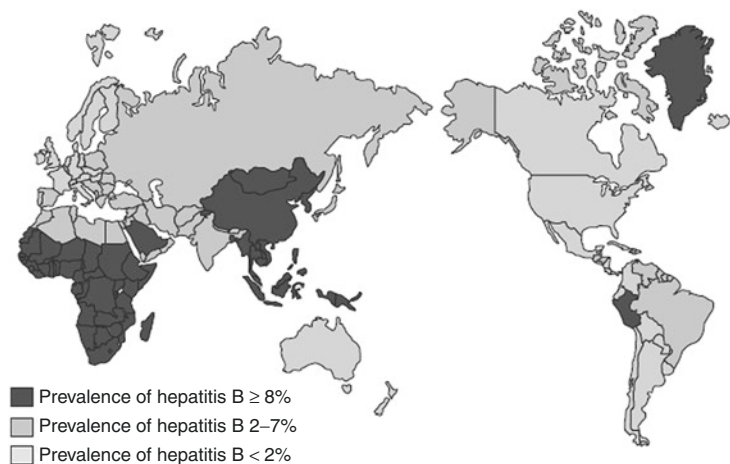 Prevalence of hepatitis B ≥ 8%
Prevalence of hepatitis B 2–7%
Prevalence of hepatitis B < 2%